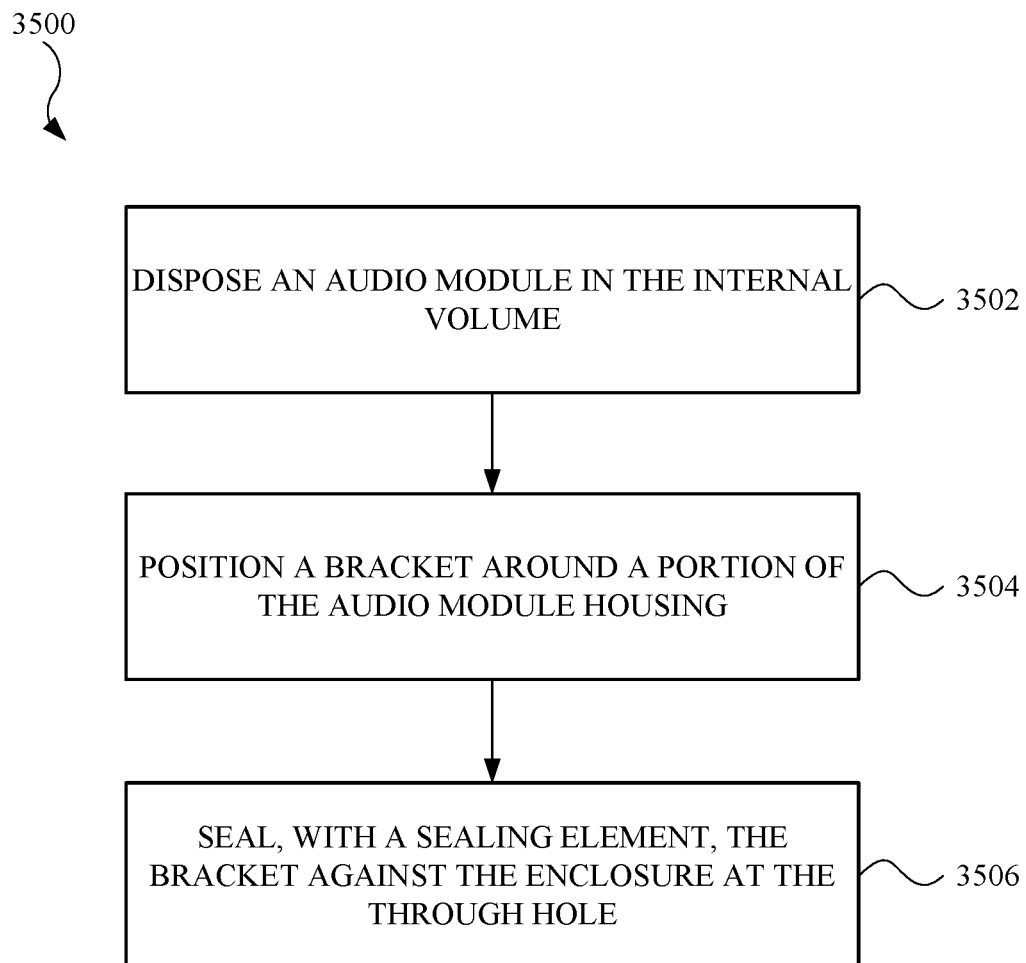 3500
DISPOSE AN AUDIO MODULE IN THE INTERNAL
VOLUME
3502
POSITION A BRACKET AROUND A PORTION OF
THE AUDIO MODULE HOUSING
3504
SEAL, WITH A SEALING ELEMENT, THE
BRACKET AGAINST THE ENCLOSURE AT THE
THROUGH HOLE
3506